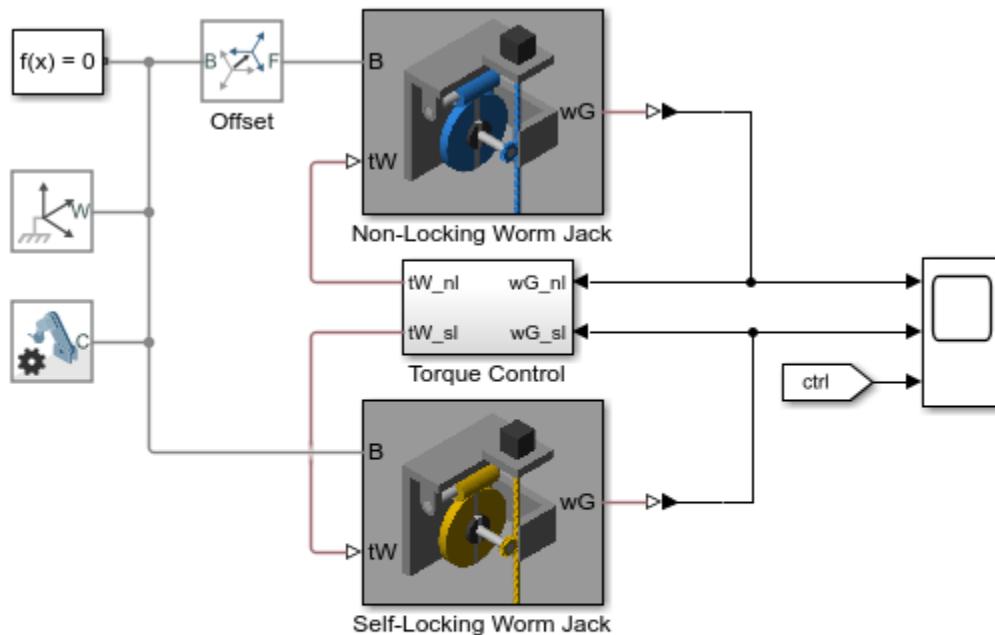 f(x) = 0
B
F
Offset
B
wG
tW
Non-Locking Worm Jack
W
tW_nl
wG_nl
tW_sl
wG_sl
Torque Control
C
ctrl
B
wG
tW
Self-Locking Worm Jack